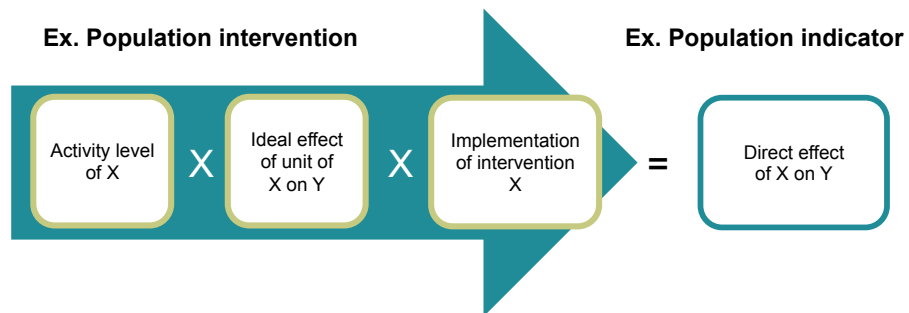 Ex. Population intervention
Ex. Population indicator
Activity level
of X
X
Ideal effect
of unit of
X on Y
X
Implementation
of intervention
X
=
Direct effect
of X on Y